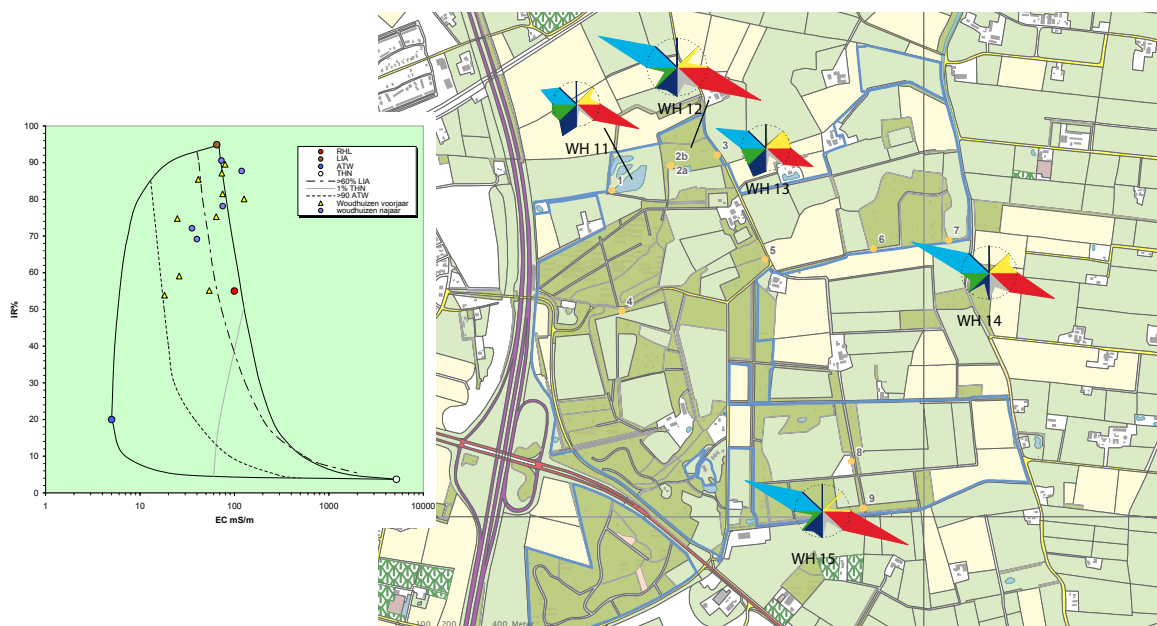 100
90
80
70
60
50
40
30
20
10
0
IR%
1
10
100
1000
10000
EC mS/m
RHL
LIA
ATW
THN
>60% LIA
1% THN
>90 ATW
Woudhuizen voorjaar
woudhuizen najaar
WH 12
WH 11
WH 13
WH 14
WH 15
1
2b
2a
3
4
5
6
7
8
9
100 200 400 Meter